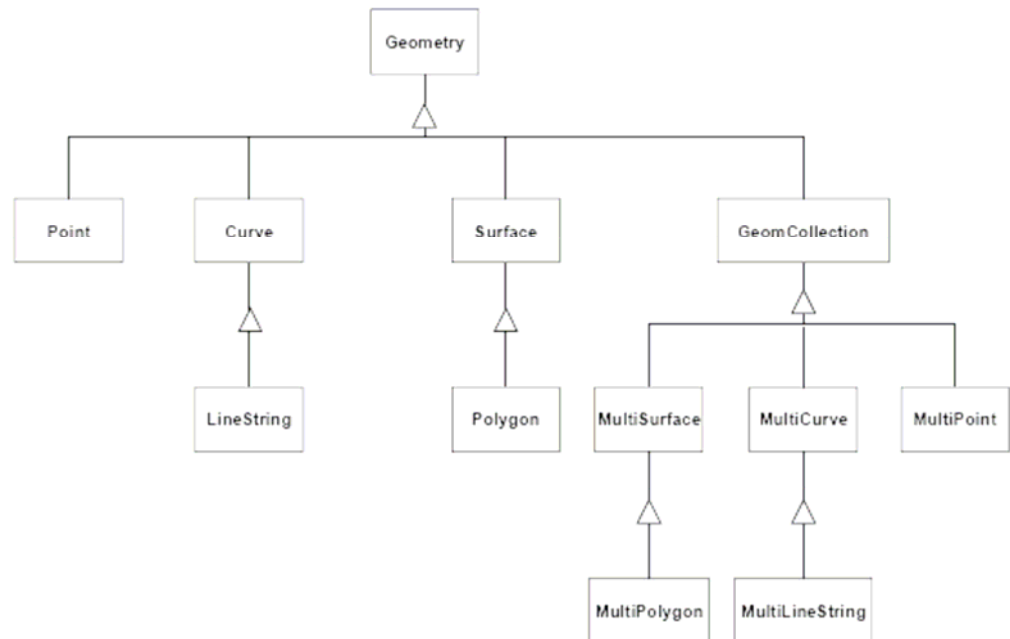 Geometry
Point
Curve
Surface
GeomCollection
LineString
Polygon
MultiSurface
MultiCurve
MultiPoint
MultiPolygon
MultiLineString